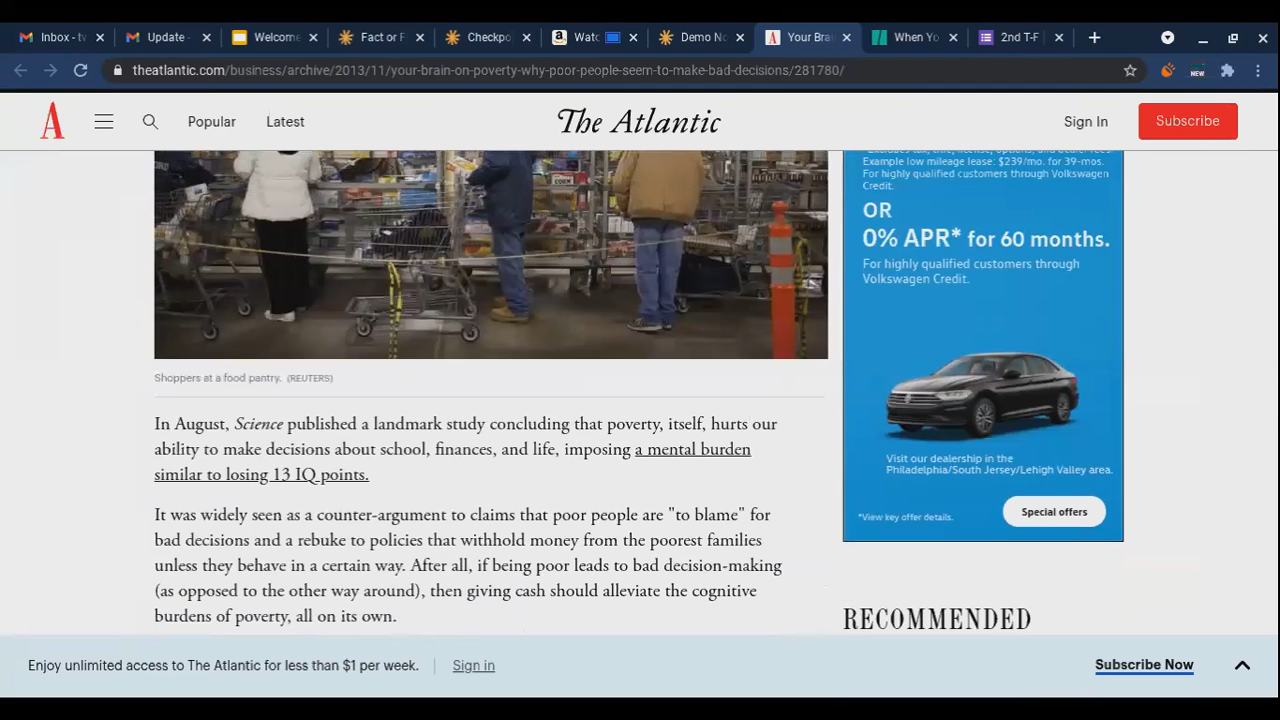 Inbox - tv
Update -
Welcome
Fact or F
Checkpo
Watc
Demo No
Your Brai
When Yo
2nd T-F
theatlantic.com/business/archive/2013/11/your-brain-on-poverty-why-poor-people-seem-to-make-bad-decisions/281780/
NEW
Popular
Latest
The Atlantic
Sign In
Subscribe
Example low mileage lease: $239/mo. for 39-mos.
For highly qualified customers through Volkswagen
Credit.
OR
0% APR* for 60 months.
For highly qualified customers through
Volkswagen Credit.
Visit our dealership in the
Philadelphia/South Jersey/Lehigh Valley area.
*View key offer details.
Special offers
CORN
Shoppers at a food pantry. (REUTERS)
In August, Science published a landmark study concluding that poverty, itself, hurts our
ability to make decisions about school, finances, and life, imposing a mental burden
similar to losing 13 IQ points.
It was widely seen as a counter-argument to claims that poor people are "to blame" for
bad decisions and a rebuke to policies that withhold money from the poorest families
unless they behave in a certain way. After all, if being poor leads to bad decision-making
(as opposed to the other way around), then giving cash should alleviate the cognitive
burdens of poverty, all on its own.
RECOMMENDED
Enjoy unlimited access to The Atlantic for less than $1 per week.
Sign in
Subscribe Now